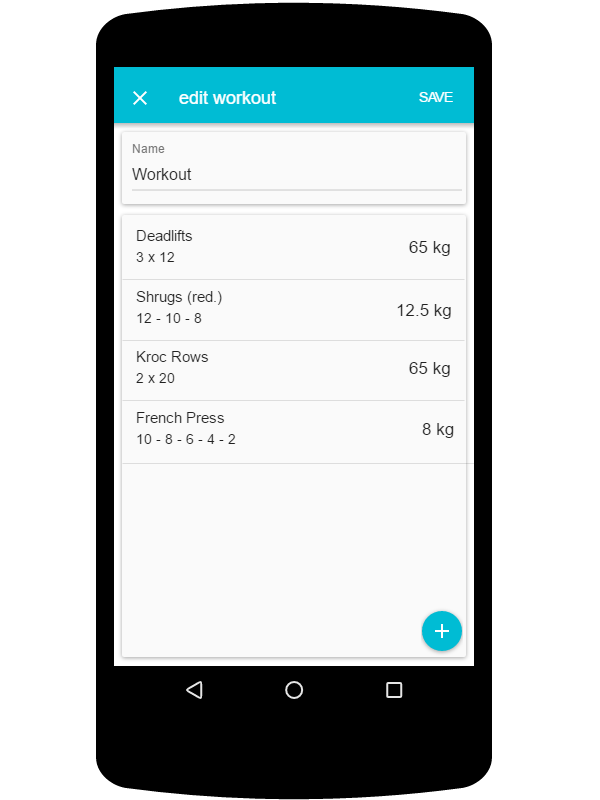 edit workout SAVE
Name
Workout
Deadlifts
3 x 12
65 kg
Shrugs (red.)
12 - 10 - 8
12.5 kg
Kroc Rows
2 x 20
65 kg
French Press
10 - 8 - 6 - 4 - 2
8 kg